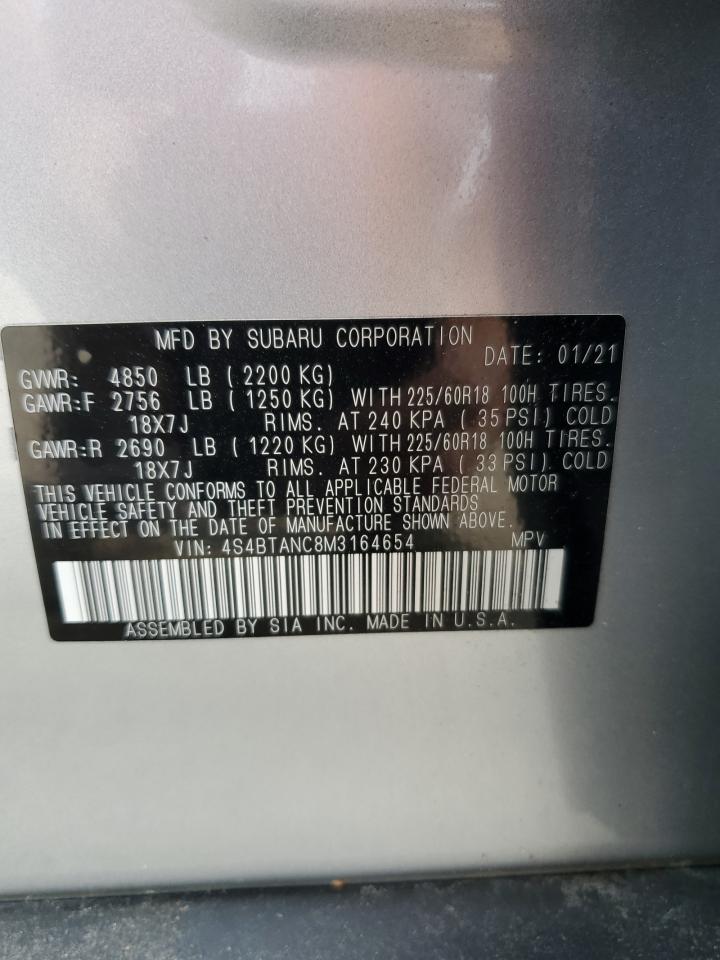 MFD BY SUBARU CORPORATION DATE: 01/21
GVWR: 4850 LB ( 2200 KG)
GAWR:F 2756 LB ( 1250 KG) WITH 225/60R18 100H TIRES.
18X7J RIMS. AT 240 KPA ( 35 PSI) COLD
GAWR:R 2690 LB ( 1220 KG) WITH 225/60R18 100H TIRES.
18X7J RIMS. AT 230 KPA ( 33 PSI) COLD
THIS VEHICLE CONFORMS TO ALL APPLICABLE FEDERAL MOTOR
VEHICLE SAFETY AND THEFT PREVENTION STANDARDS
IN EFFECT ON THE DATE OF MANUFACTURE SHOWN ABOVE.
VIN: 4S4BTANC8M3164654 MPV
ASSEMBLED BY SIA INC. MADE IN U.S.A.